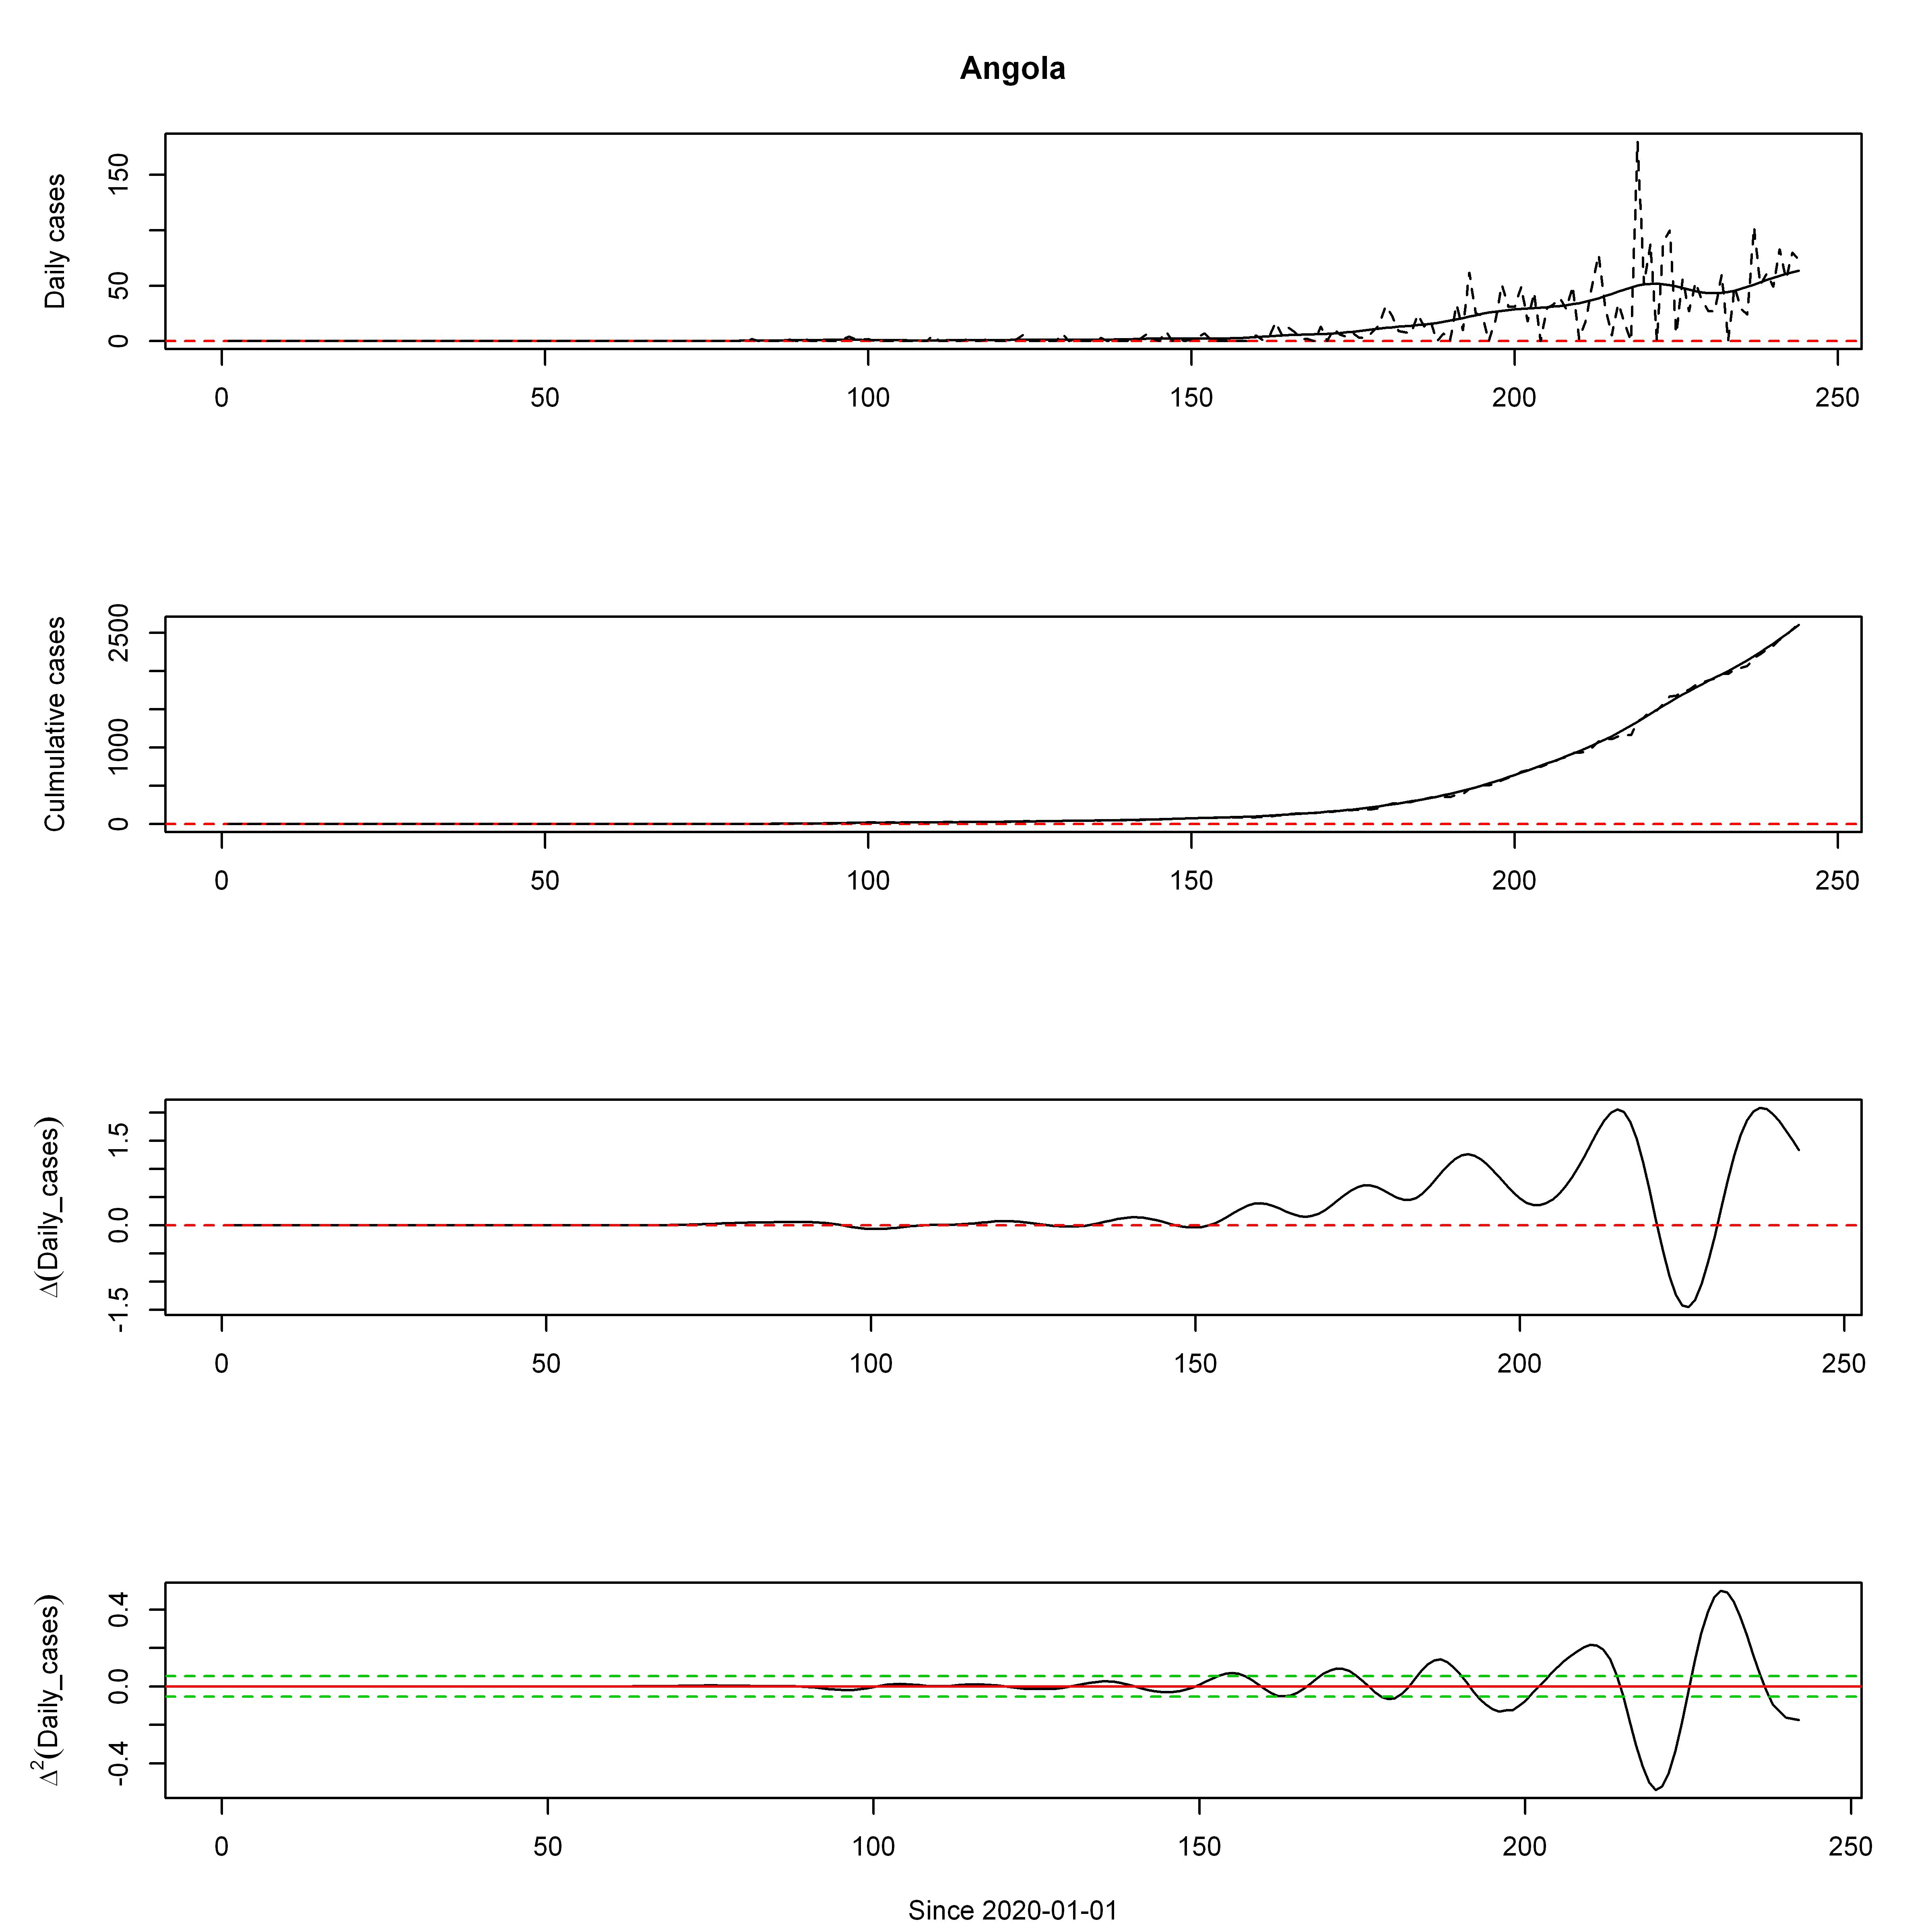 Angola
Daily cases
150
50
0
0 50 100 150 200 250
Culmulative cases
2500
1000
0
0 50 100 150 200 250
Δ(Daily_cases)
1.5
0.0
-1.5
0 50 100 150 200 250
Δ²(Daily_cases)
0.4
0.0
-0.4
0 50 100 150 200 250
Since 2020-01-01